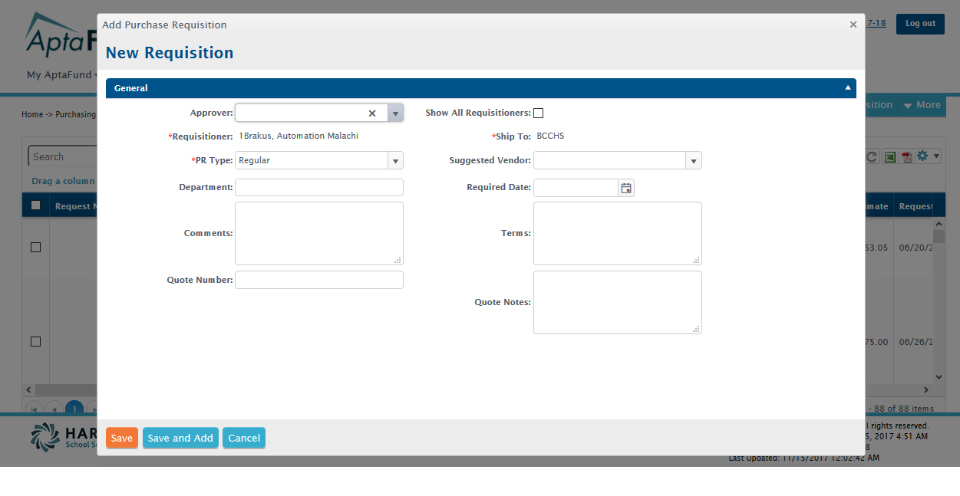 Add Purchase Requisition
×
7-18
Log out
AptaF
New Requisition
My AptaFund
General
Home -> Purchasing
Approver:
Show All Requisitioners:
sition
More
*Requisitioner: 1Brakus, Automation Malachi
*Ship To: BCCHS
Search
*PR Type: Regular
Suggested Vendor:
Drag a column
Department:
Required Date:
Request N
mate
Reques
Comments:
Terms:
53.05
06/20/2
Quote Number:
Quote Notes:
75.00
06/26/2
1
- 88 of 88 items
HAR
School S
Save
Save and Add
Cancel
l rights reserved.
5, 2017 4:51 AM
8
Last Updated: 11/15/2017 12:02:42 AM